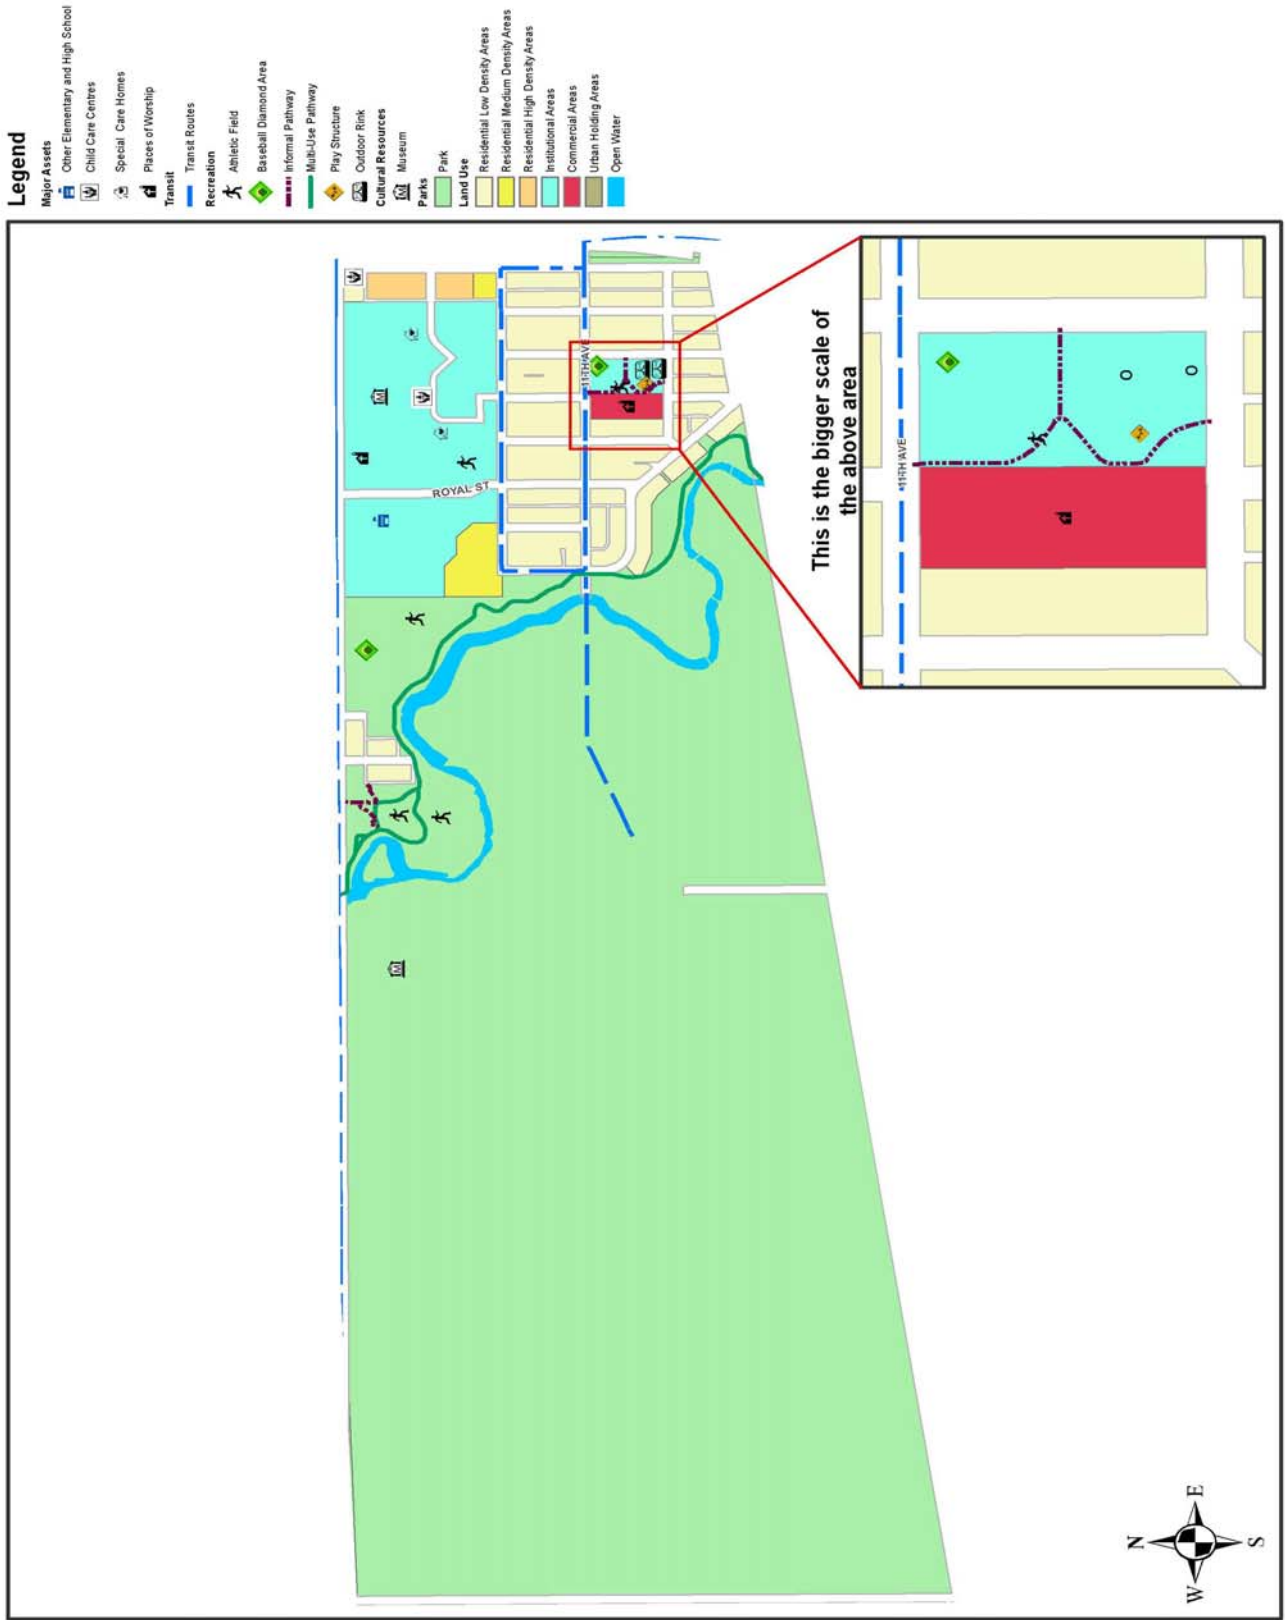 Legend
Major Assets
Other Elementary and High School
Child Care Centres
Special Care Homes
Places of Worship
Transit
Transit Routes
Recreation
Athletic Field
Baseball Diamond Area
Informal Pathway
Multi-Use Pathway
Play Structure
Outdoor Rink
Cultural Resources
Museum
Parks
Park
Land Use
Residential Low Density Areas
Residential Medium Density Areas
Residential High Density Areas
Institutional Areas
Commercial Areas
Urban Holding Areas
Open Water
ROYAL ST
11TH AVE
This is the bigger scale of
the above area
11TH AVE
O
O
N
W
E
S